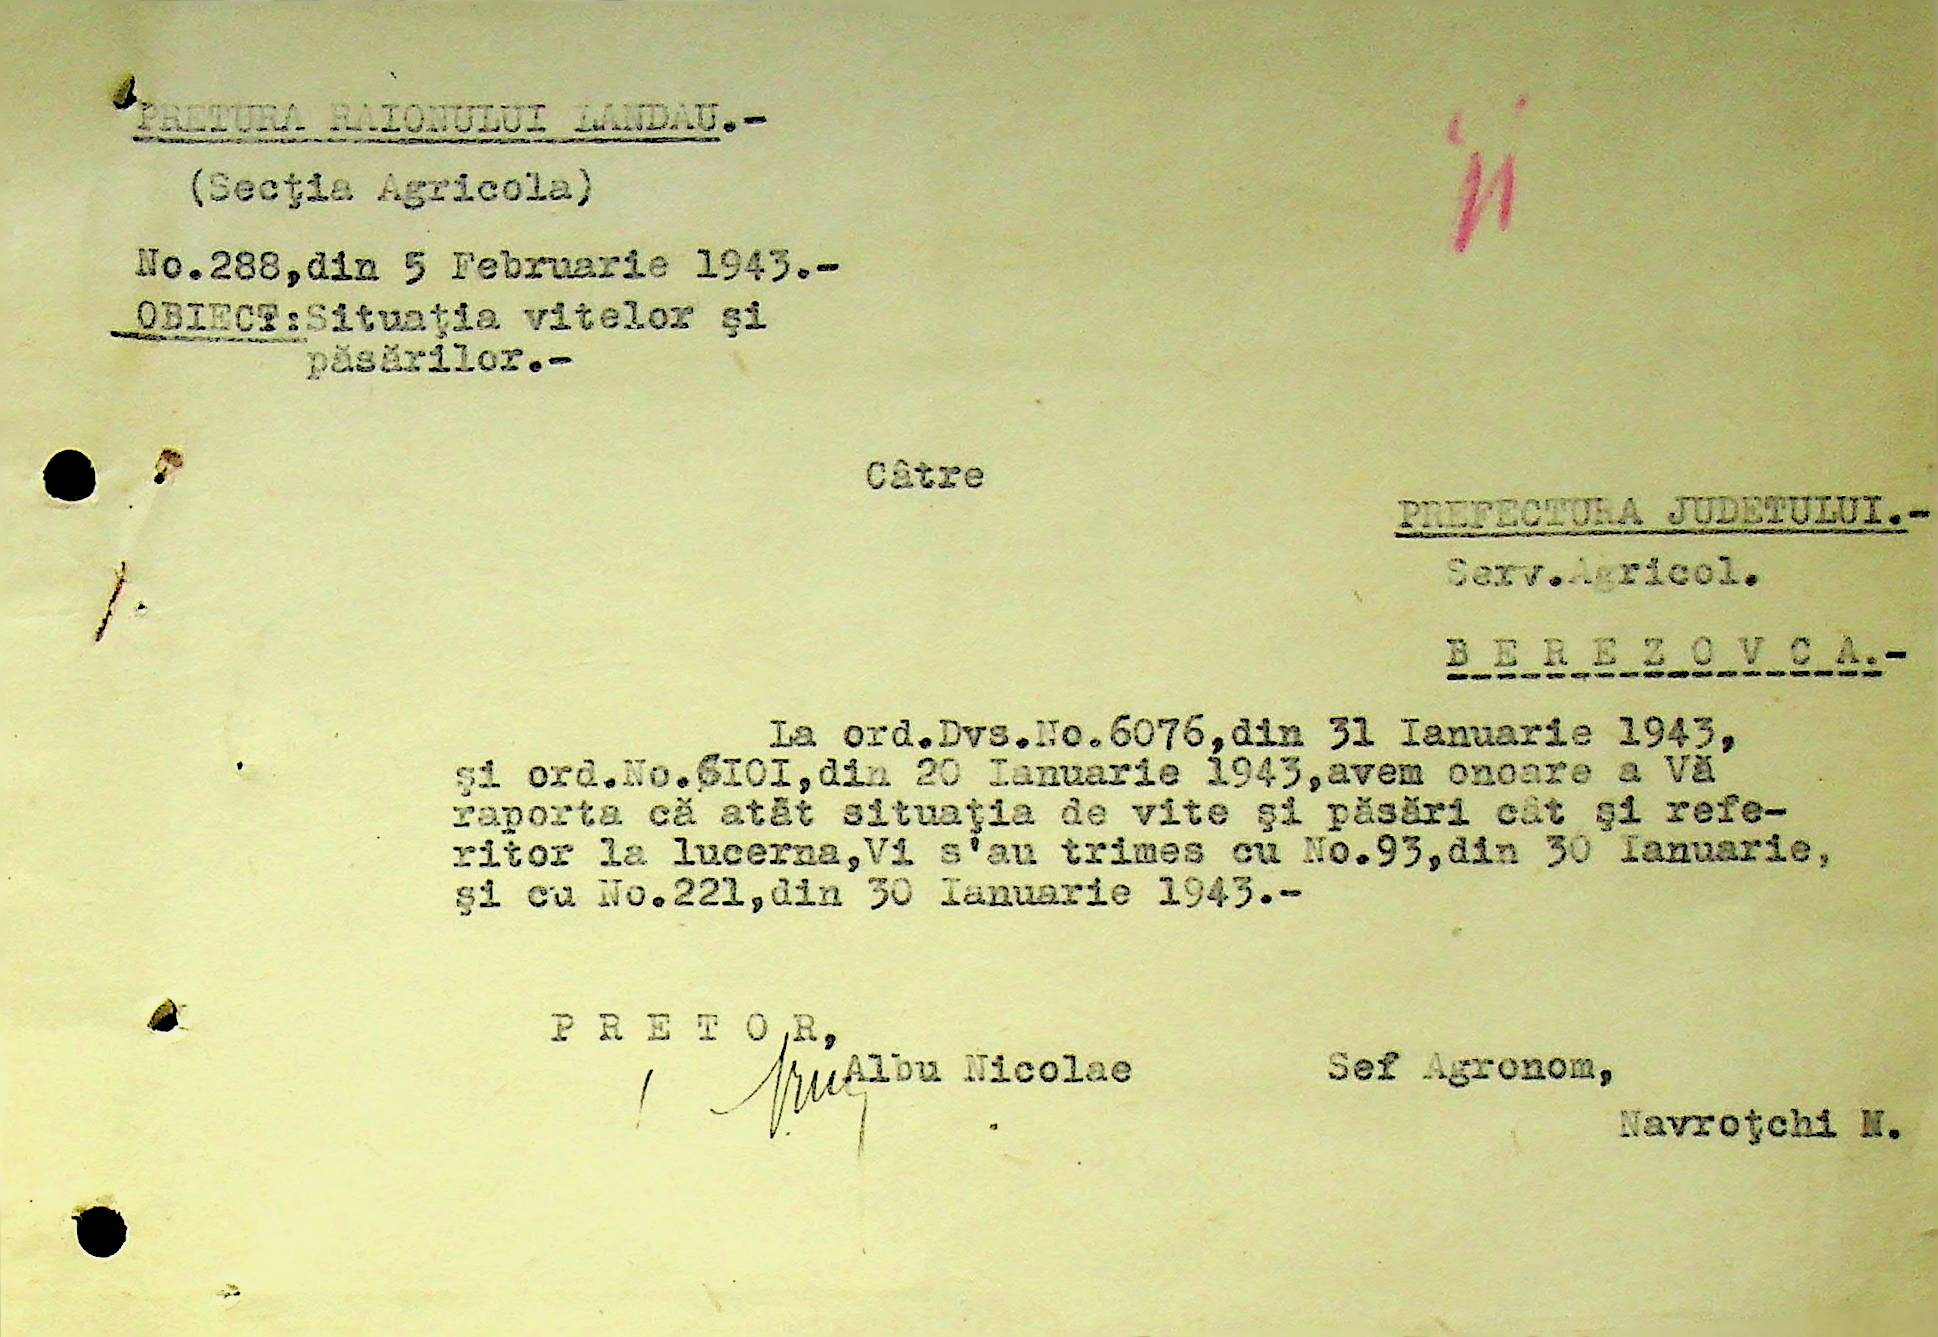 PRETURA RAIONULUI LANDAU.-
(Secţia Agricola)
No.288,din 5 Februarie 1943.-
OBIECT:Situaţia vitelor şi
păsărilor.-
Câtre
PREFECTURA JUDETULUI.-
Serv.Agricol.
B E R E Z O V C A.-
La ord.Dvs.No.6076,din 31 Ianuarie 1943,
şi ord.No.6IOI,din 20 Ianuarie 1943,avem onoare a Vă
raporta că atât situaţia de vite şi păsări cât şi refe-
ritor la lucerna,Vi s'au trimes cu No.93,din 30 Ianuarie,
şi cu No.221,din 30 Ianuarie 1943.-
P R E T O R,
Albu Nicolae
Sef Agronom,
Navroţchi N.